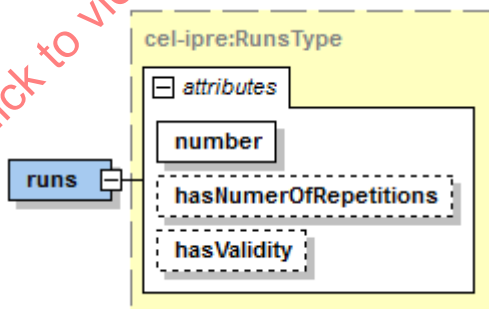 cel-ipre:RunsType
attributes
number
runs
hasNumerOfRepetitions
hasValidity